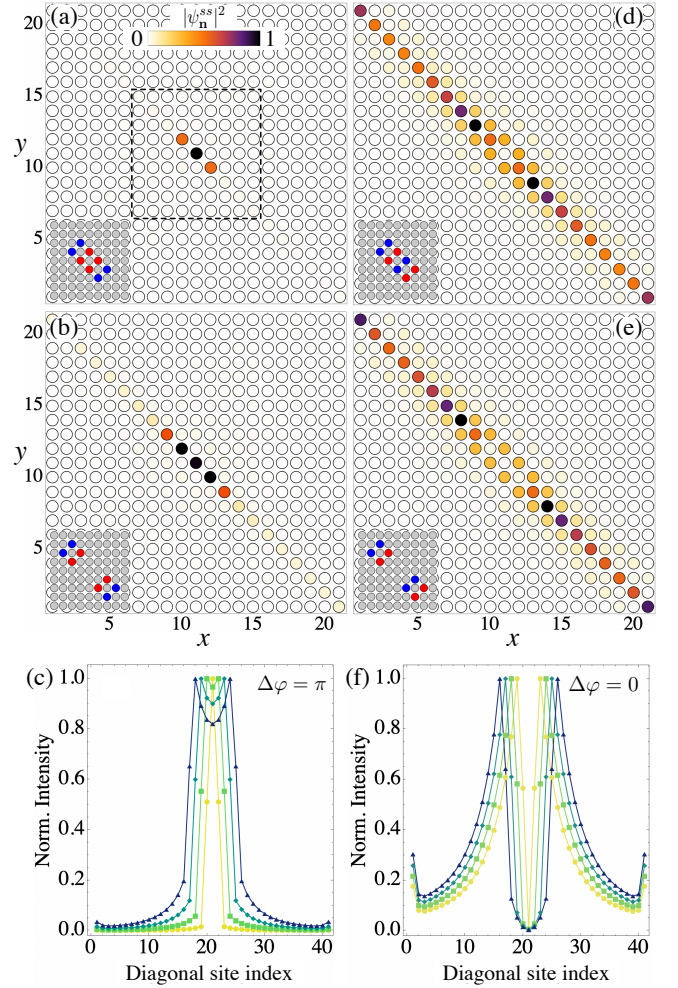 (a)
|ψₙˢˢ|²
0 1
(d)
20
15
y
10
5
(b)
(e)
20
15
y
10
5
5 10 15 20
x
5 10 15 20
x
(c)
Δφ = π
1.0
0.8
0.6
0.4
0.2
0.0
Norm. Intensity
0 10 20 30 40
Diagonal site index
(f)
Δφ = 0
1.0
0.8
0.6
0.4
0.2
0.0
Norm. Intensity
0 10 20 30 40
Diagonal site index